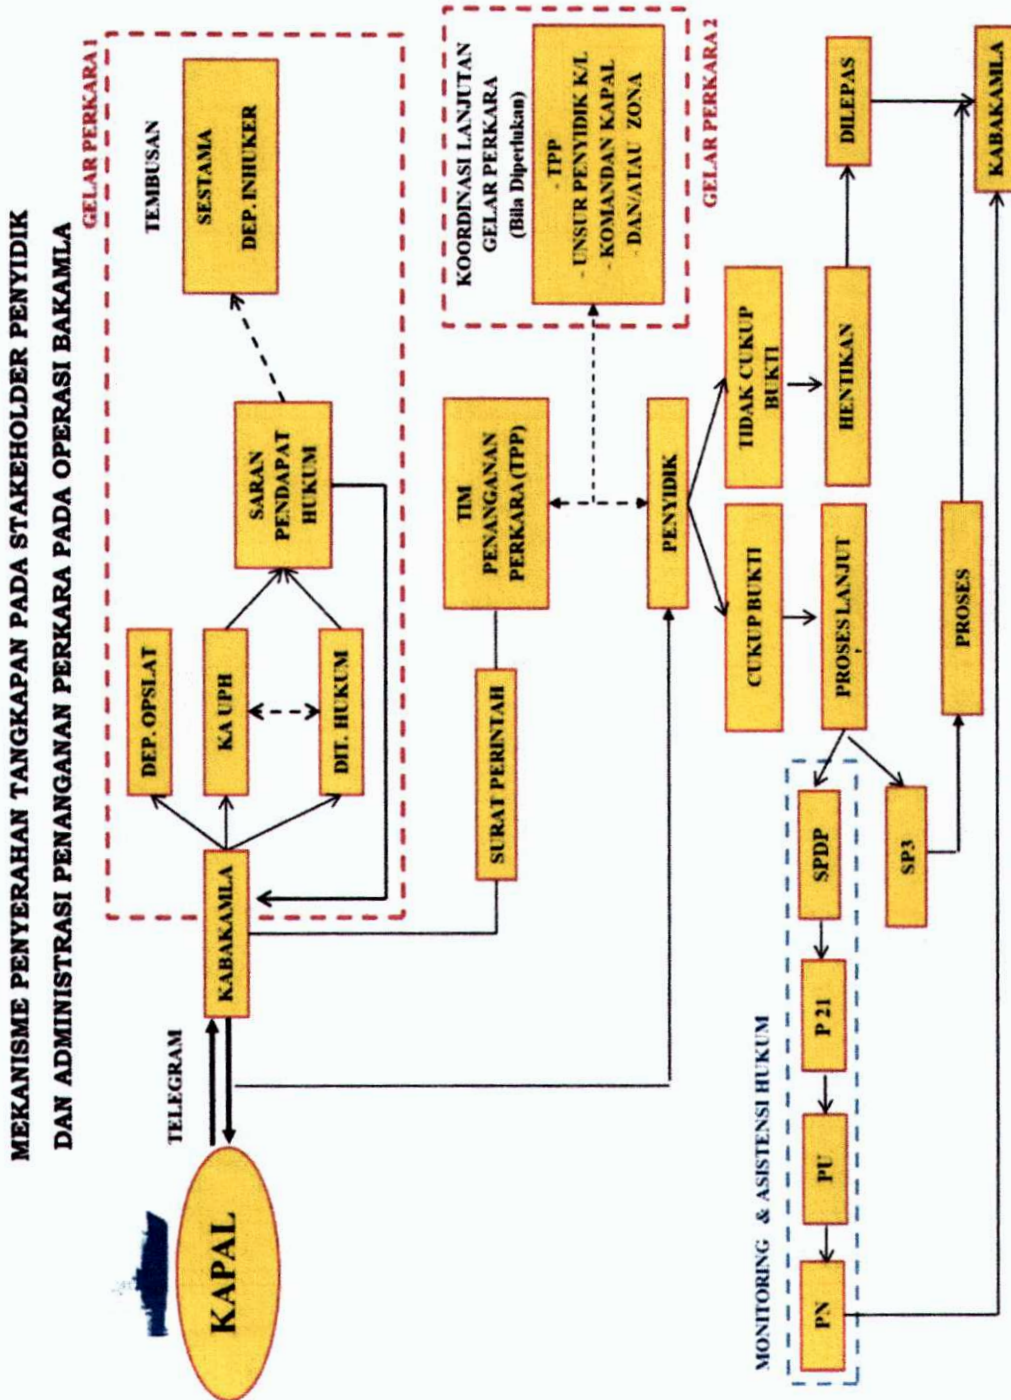 MEKANISME PENYERAHAN TANGKAPAN PADA STAKEHOLDER PENYIDIK
DAN ADMINISTRASI PENANGANAN PERKARA PADA OPERASI BAKAMLA
GELAR PERKARA 1
TEMBUSAN
SESTAMA
DEP. INHUKER
SARAN
PENDAPAT
HUKUM
DEP. OPSLAT
KA UPH
DIT. HUKUM
KABAKAMLA
TELEGRAM
KAPAL
KOORDINASI LANJUTAN
GELAR PERKARA
(Bila Diperlukan)
- TPP
- UNSUR PENYIDIK K/L
- KOMANDAN KAPAL
- DAN/ATAU ZONA
GELAR PERKARA 2
TIM
PENANGANAN
PERKARA (TPP)
SURAT PERINTAH
PENYIDIK
CUKUP BUKTI
TIDAK CUKUP
BUKTI
PROSES LANJUT
HENTIKAN
DILEPAS
MONITORING & ASISTENSI HUKUM
SPDP
P 21
PU
PN
SP3
PROSES
KABAKAMLA